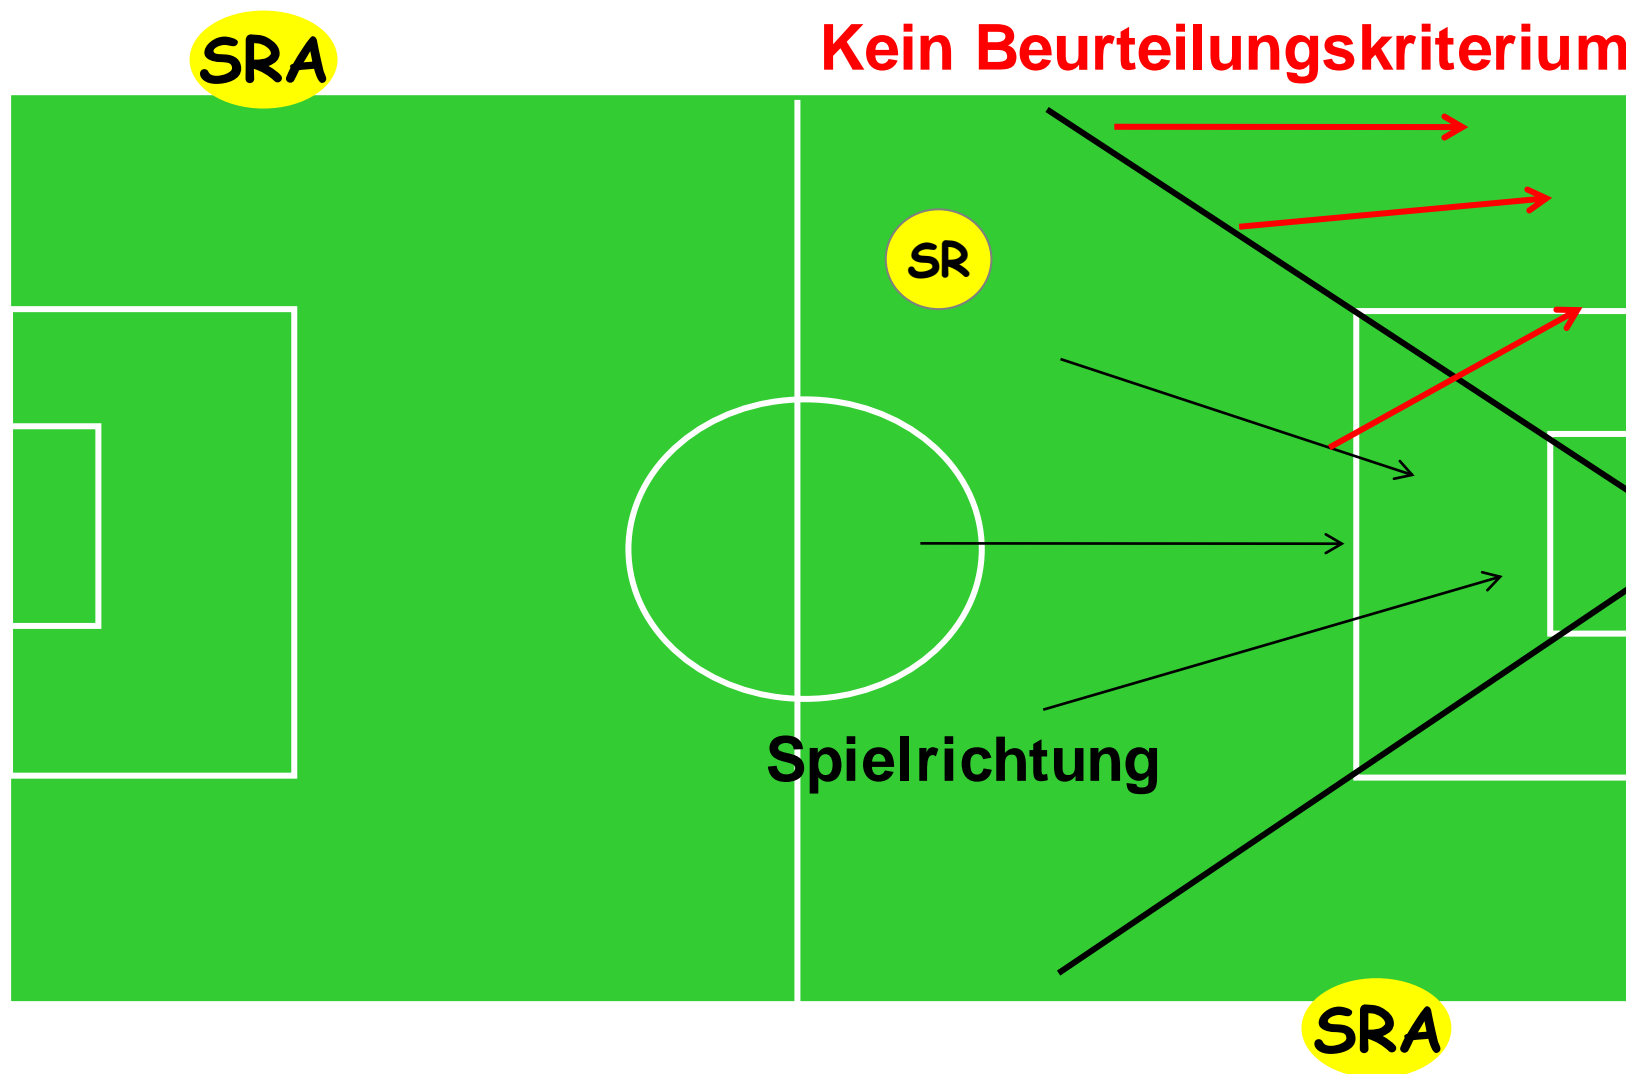 SRA
Kein Beurteilungskriterium
SR
Spielrichtung
SRA